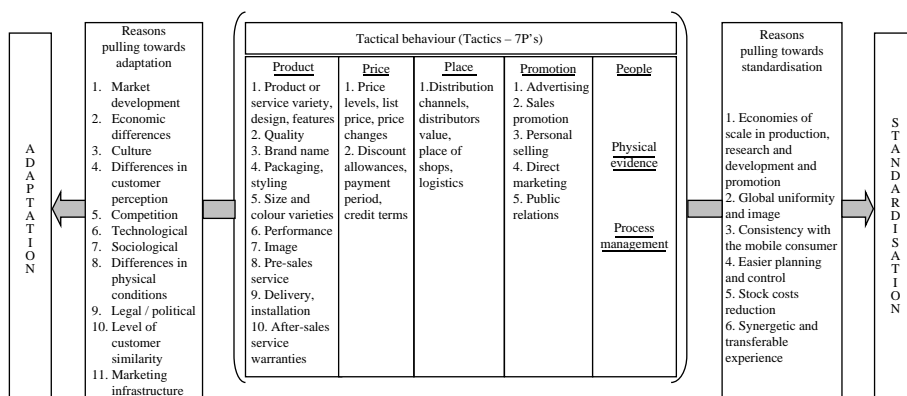 ADAPTATION
Reasons
pulling towards
adaptation
1. Market
development
2. Economic
differences
3. Culture
4. Differences in
customer
perception
5. Competition
6. Technological
7. Sociological
8. Differences in
physical
conditions
9. Legal / political
10. Level of
customer
similarity
11. Marketing
infrastructure
Tactical behaviour (Tactics – 7P's)
Product
1. Product or
service variety,
design, features
2. Quality
3. Brand name
4. Packaging,
styling
5. Size and
colour varieties
6. Performance
7. Image
8. Pre-sales
service
9. Delivery,
installation
10. After-sales
service
warranties
Price
1. Price
levels, list
price, price
changes
2. Discount
allowances,
payment
period,
credit terms
Place
1.Distribution
channels,
distributors
value,
place of
shops,
logistics
Promotion
1. Advertising
2. Sales
promotion
3. Personal
selling
4. Direct
marketing
5. Public
relations
People
Physical
evidence
Process
management
Reasons
pulling towards
standardisation
1. Economies of
scale in production,
research and
development and
promotion
2. Global uniformity
and image
3. Consistency with
the mobile consumer
4. Easier planning
and control
5. Stock costs
reduction
6. Synergetic and
transferable
experience
STANDARDISATION